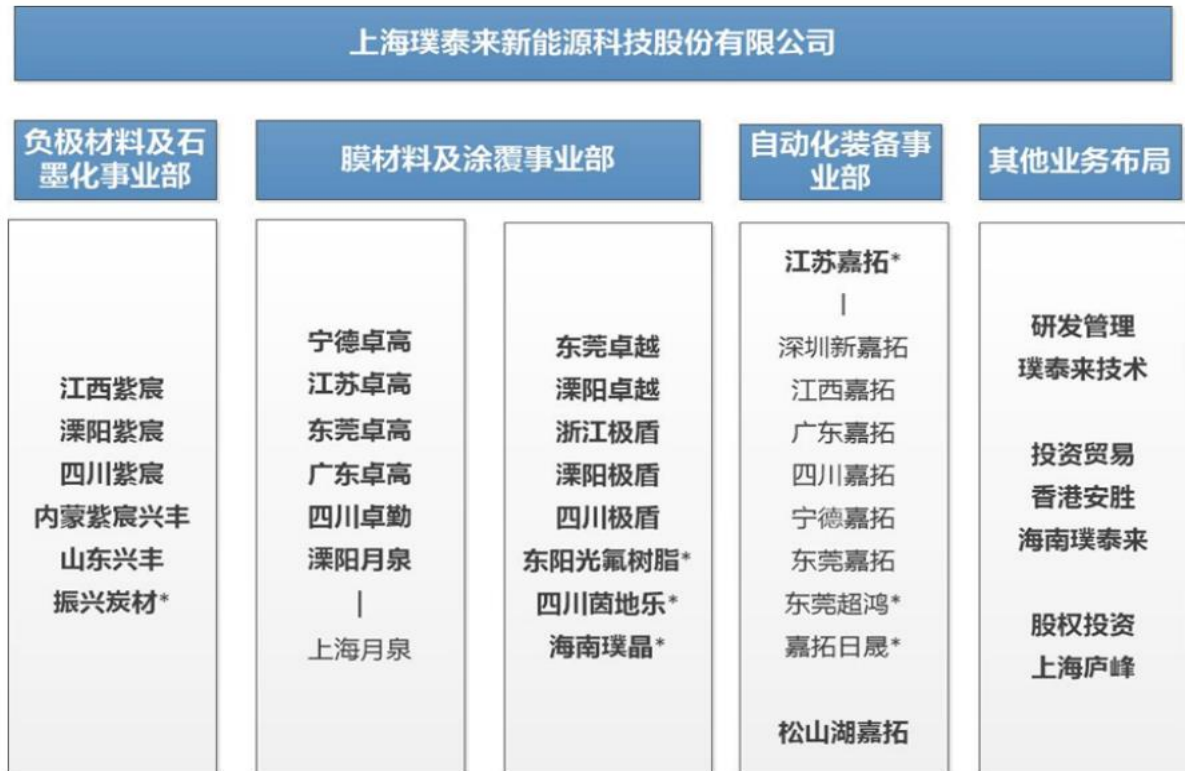 上海璞泰来新能源科技股份有限公司
负极材料及石
墨化事业部
膜材料及涂覆事业部
自动化装备事
业部
其他业务布局
江西紫宸
溧阳紫宸
四川紫宸
内蒙紫宸兴丰
山东兴丰
振兴炭材*
宁德卓高
江苏卓高
东莞卓高
广东卓高
四川卓勤
溧阳月泉
|
上海月泉
东莞卓越
溧阳卓越
浙江极盾
溧阳极盾
四川极盾
东阳光氟树脂*
四川茵地乐*
海南璞晶*
江苏嘉拓*
|
深圳新嘉拓
江西嘉拓
广东嘉拓
四川嘉拓
宁德嘉拓
东莞嘉拓
东莞超鸿*
嘉拓日晟*
松山湖嘉拓
研发管理
璞泰来技术
投资贸易
香港安胜
海南璞泰来
股权投资
上海庐峰